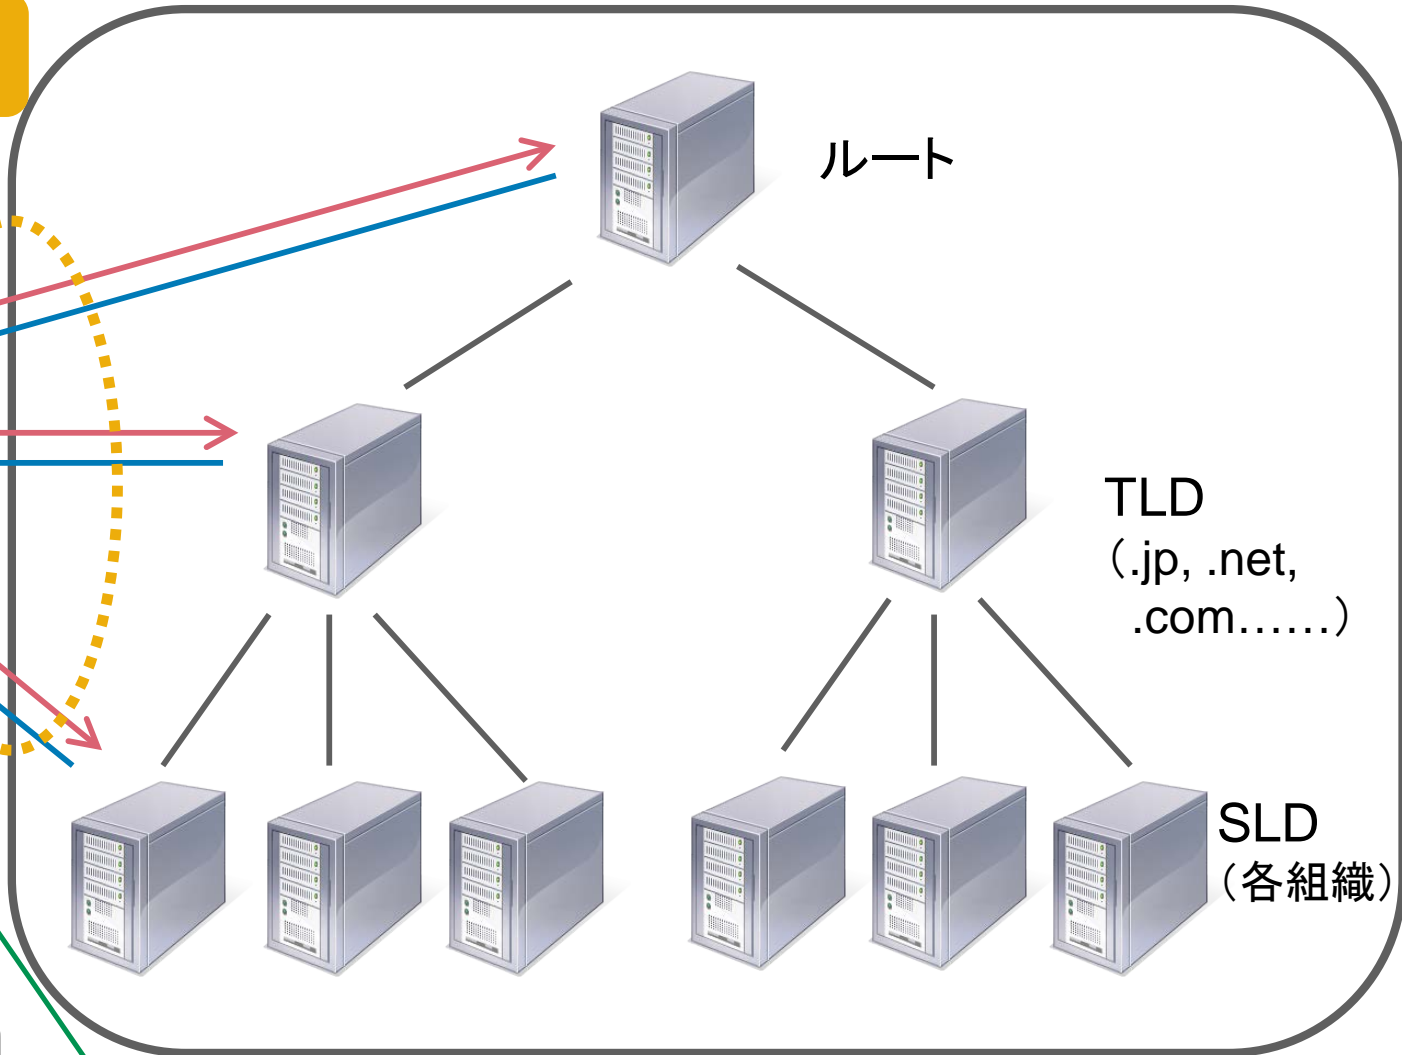 ルート
TLD
（.jp, .net,
.com……）
SLD
（各組織）